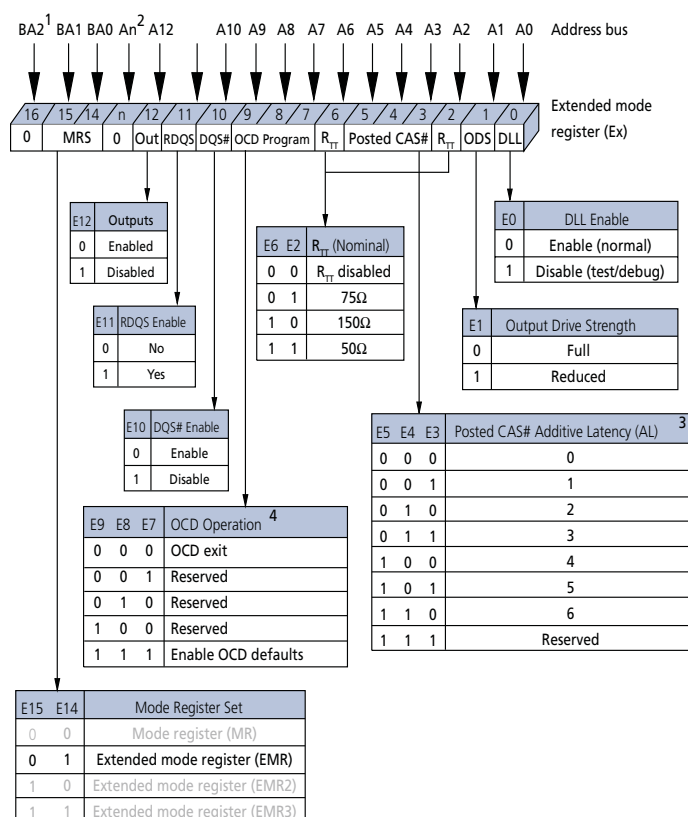 BA2 1 BA1 BA0 An 2 A12 A10 A9 A8 A7 A6 A5 A4 A3 A2 A1 A0 Address bus
16 15 14 n 12 11 10 9 8 7 6 5 4 3 2 1 0 Extended mode
register (Ex)
0 MRS 0 Out RDQS DQS# OCD Program RTT Posted CAS# RTT ODS DLL
E12 Outputs
0 Enabled
1 Disabled
E11 RDQS Enable
0 No
1 Yes
E10 DQS# Enable
0 Enable
1 Disable
E6 E2 RTT (Nominal)
0 0 RTT disabled
0 1 75Ω
1 0 150Ω
1 1 50Ω
E0 DLL Enable
0 Enable (normal)
1 Disable (test/debug)
E1 Output Drive Strength
0 Full
1 Reduced
E5 E4 E3 Posted CAS# Additive Latency (AL) 3
0 0 0 0
0 0 1 1
0 1 0 2
0 1 1 3
1 0 0 4
1 0 1 5
1 1 0 6
1 1 1 Reserved
E9 E8 E7 OCD Operation 4
0 0 0 OCD exit
0 0 1 Reserved
0 1 0 Reserved
1 0 0 Reserved
1 1 1 Enable OCD defaults
E15 E14 Mode Register Set
0 0 Mode register (MR)
0 1 Extended mode register (EMR)
1 0 Extended mode register (EMR2)
1 1 Extended mode register (EMR3)